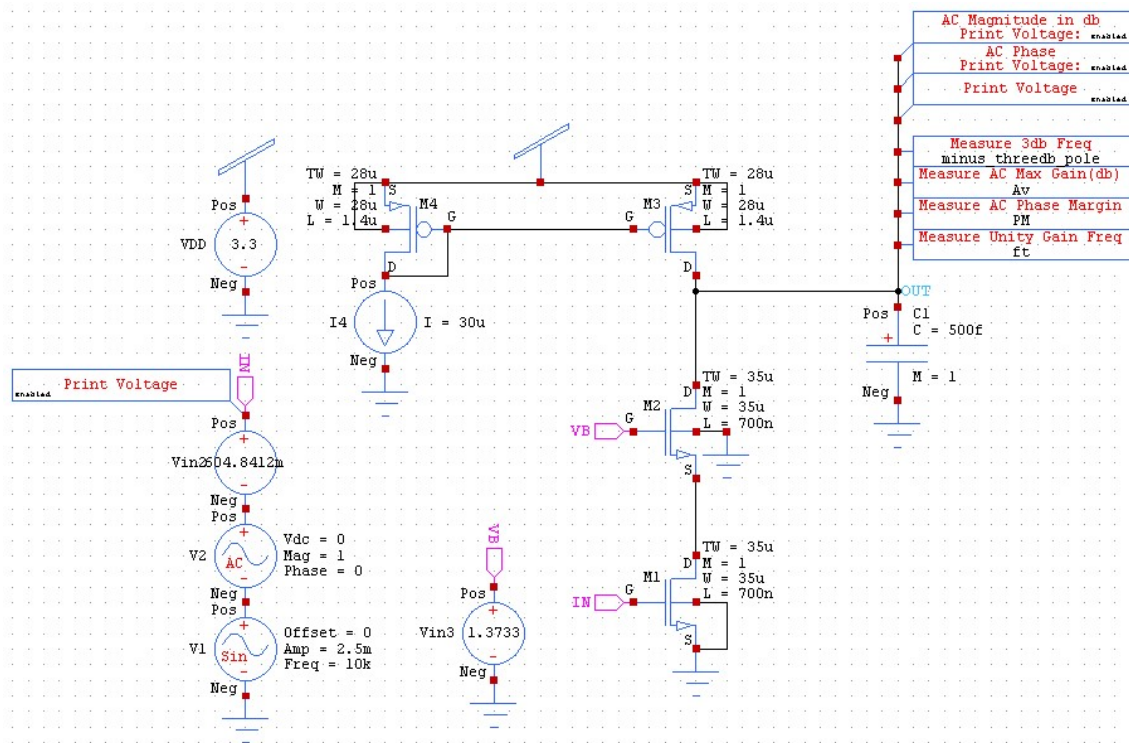 AC Magnitude in db
Print Voltage: enabled
AC Phase
Print Voltage: enabled
Print Voltage
enabled
Measure 3db Freq
minus_threedb_pole
Measure AC Max Gain(db)
Av
Measure AC Phase Margin
PM
Measure Unity Gain Freq
ft
TW = 28u
M = 1
W = 28u
L = 1.4u
S
M4
G
D
TW = 28u
M = 1
W = 28u
L = 1.4u
S
M3
G
D
Pos
+
VDD
3.3
-
Neg
Pos
I4
I = 30u
Neg
OUT
Pos
C1
C = 500f
+
M = 1
Neg
IN
Print Voltage
enabled
Pos
+
Vin2
604.8412m
-
Neg
Pos
+
V2
AC
Vdc = 0
Mag = 1
Phase = 0
-
Neg
Pos
+
V1
Sin
Offset = 0
Amp = 2.5m
Freq = 10k
-
Neg
VB
Pos
+
Vin3
1.3733
-
Neg
D
TW = 35u
M = 1
W = 35u
L = 700n
M2
G
VB
S
D
TW = 35u
M = 1
W = 35u
L = 700n
M1
G
IN
S